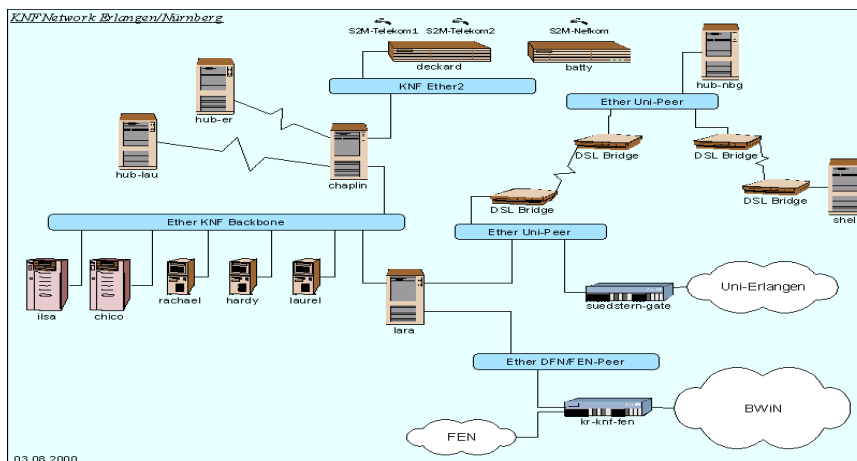 KNFNetwork Erlangen/Nürnberg
S2M-Telekom1 S2M-Telekom2 S2M-Nefkom
deckard batty
hub-nbg
KNF Ether2
Ether Uni-Peer
hub-er
DSL Bridge DSL Bridge
hub-lau
chaplin
DSL Bridge DSL Bridge
shell
Ether KNF Backbone
Ether Uni-Peer
Uni-Erlangen
rachael hardy laurel
suedstern-gate
ilsa chico
lara
Ether DFN/FEN-Peer
BWiN
kr-knf-fen
FEN
03.08.2000